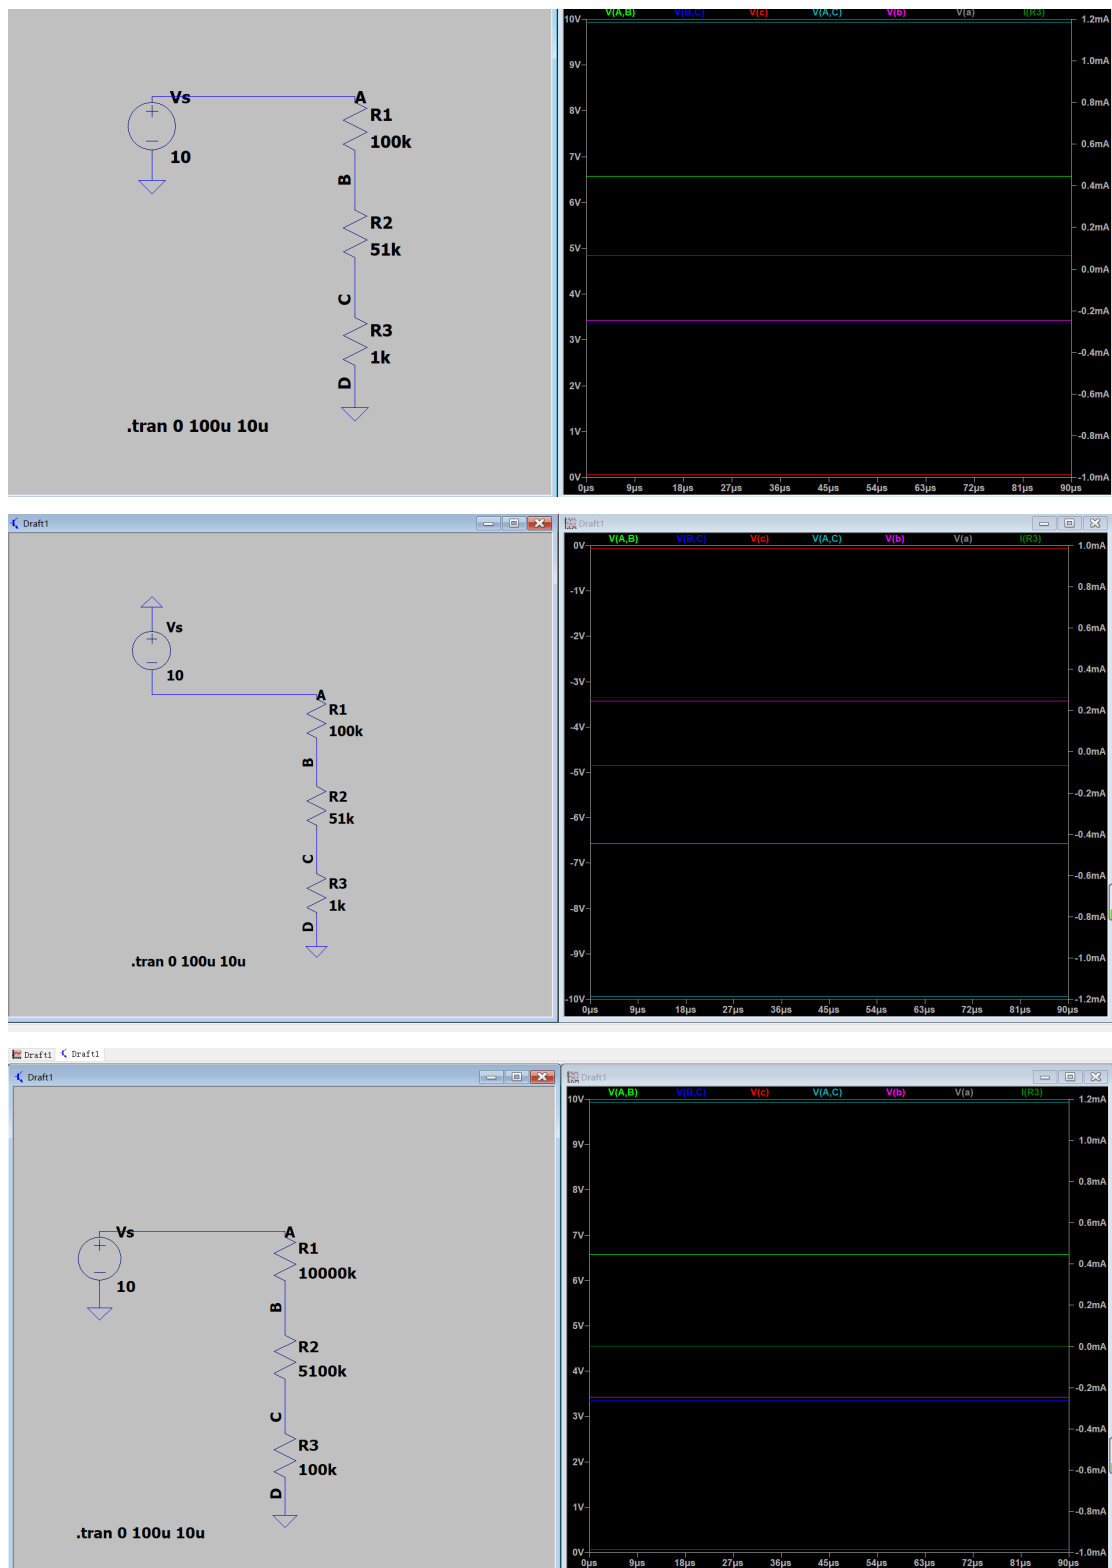 V(A,B) V(B,C) V(c) V(A,C) V(b) V(a) I(R3)
10V 1.2mA
9V 1.0mA
8V 0.8mA
7V 0.6mA
6V 0.4mA
5V 0.2mA
4V 0.0mA
3V -0.2mA
2V -0.4mA
1V -0.6mA
0V -0.8mA
-1.0mA
0µs 9µs 18µs 27µs 36µs 45µs 54µs 63µs 72µs 81µs 90µs
Vs
10
A
R1
100k
B
R2
51k
C
R3
1k
D
.tran 0 100u 10u
Draft1
Draft1
V(A,B) V(B,C) V(c) V(A,C) V(b) V(a) I(R3)
0V 1.0mA
-1V 0.8mA
-2V 0.6mA
-3V 0.4mA
-4V 0.2mA
-5V 0.0mA
-6V -0.2mA
-7V -0.4mA
-8V -0.6mA
-9V -0.8mA
-10V -1.0mA
-1.2mA
0µs 9µs 18µs 27µs 36µs 45µs 54µs 63µs 72µs 81µs 90µs
Vs
10
A
R1
100k
B
R2
51k
C
R3
1k
D
.tran 0 100u 10u
Draft1 Draft1
Draft1
Draft1
V(A,B) V(B,C) V(c) V(A,C) V(b) V(a) I(R3)
10V 1.2mA
9V 1.0mA
8V 0.8mA
7V 0.6mA
6V 0.4mA
5V 0.2mA
4V 0.0mA
3V -0.2mA
2V -0.4mA
1V -0.6mA
0V -0.8mA
-1.0mA
0µs 9µs 18µs 27µs 36µs 45µs 54µs 63µs 72µs 81µs 90µs
Vs
10
A
R1
10000k
B
R2
5100k
C
R3
100k
D
.tran 0 100u 10u